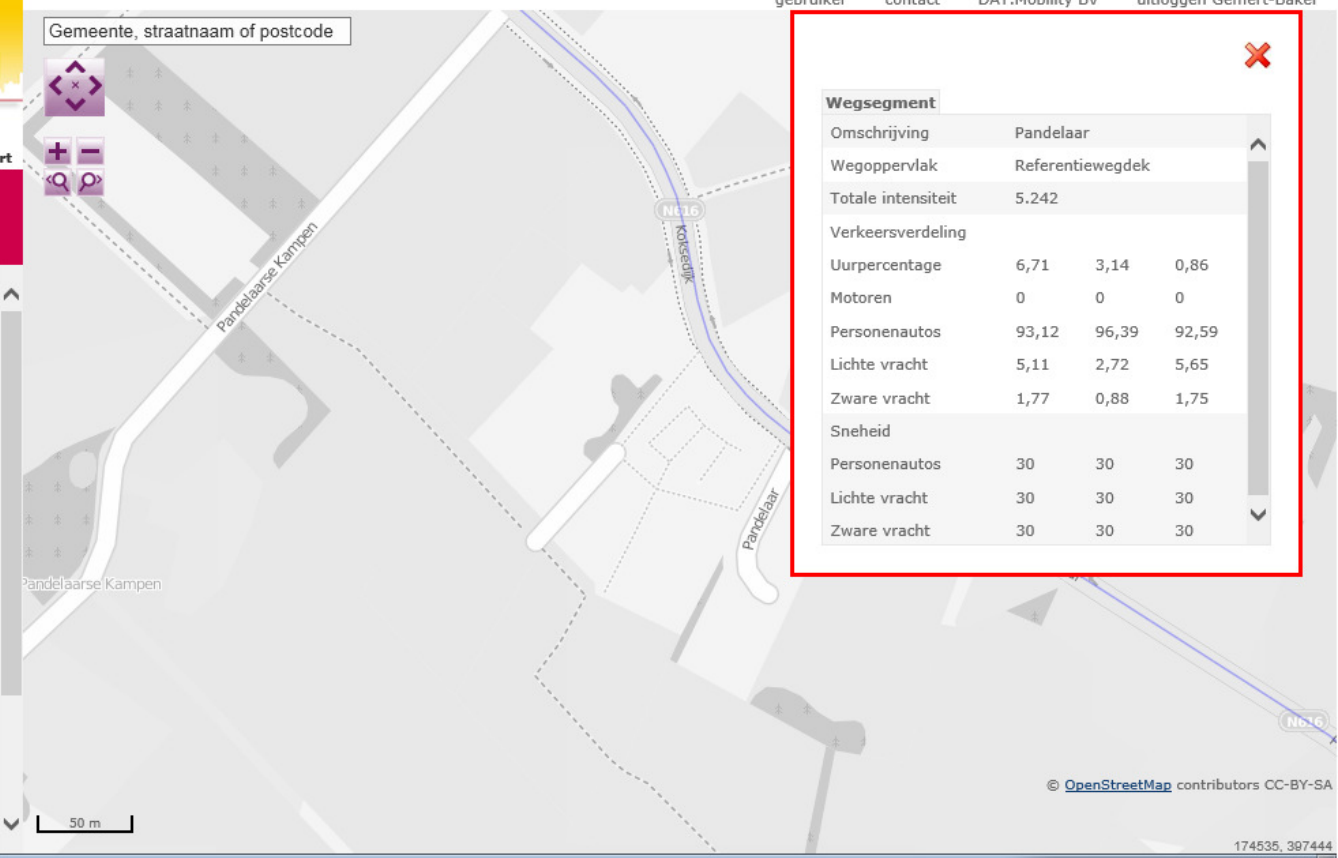 gebruiker contact DAT.Mobility BV uitloggen Gemert-Bakel
Gemeente, straatnaam of postcode
rt
Wegsegment
Omschrijving Pandelaar
Wegoppervlak Referentiewegdek
Totale intensiteit 5.242
Verkeersverdeling
Uurpercentage 6,71 3,14 0,86
Motoren 0 0 0
Personenautos 93,12 96,39 92,59
Lichte vracht 5,11 2,72 5,65
Zware vracht 1,77 0,88 1,75
Sneheid
Personenautos 30 30 30
Lichte vracht 30 30 30
Zware vracht 30 30 30
N616
Koksedijk
Pandelaarse Kampen
Pandelaar
Pandelaarse Kampen
N616
© OpenStreetMap contributors CC-BY-SA
50 m
174535, 397444